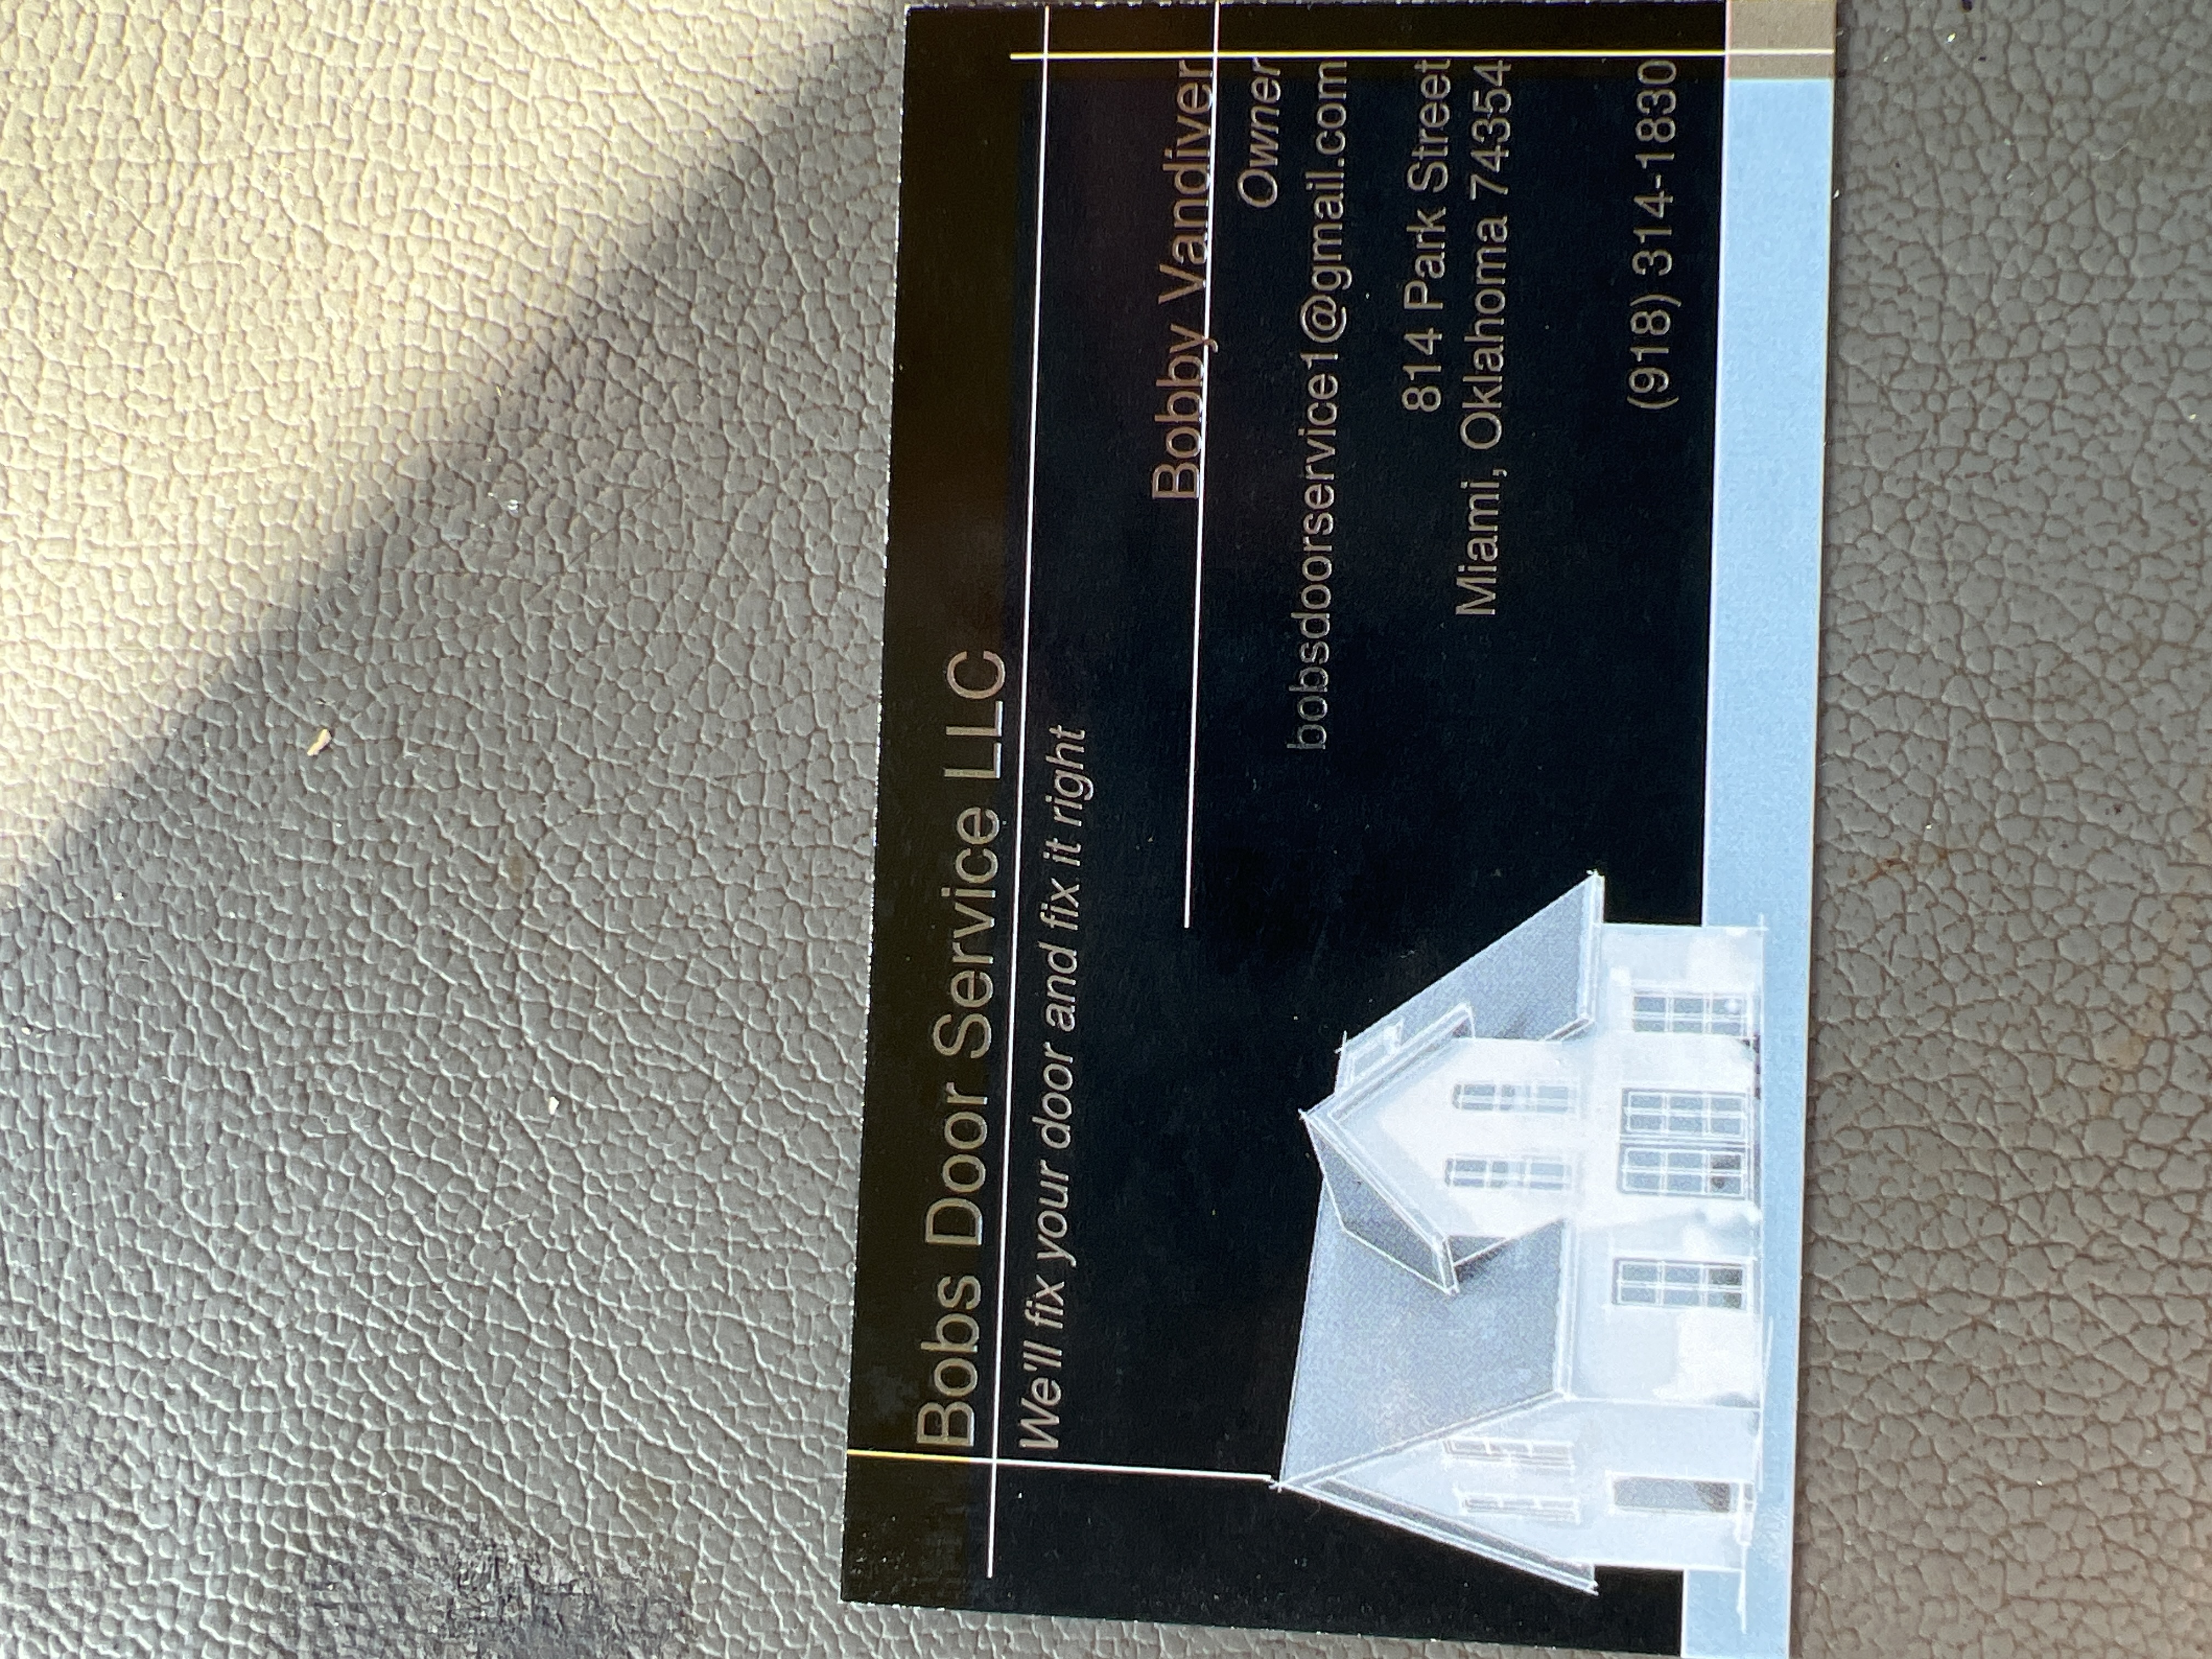 Bobs Door Service LLC
We'll fix your door and fix it right
Bobby Vandiver
Owner
bobsdoorservice1@gmail.com
814 Park Street
Miami, Oklahoma 74354
(918) 314-1830